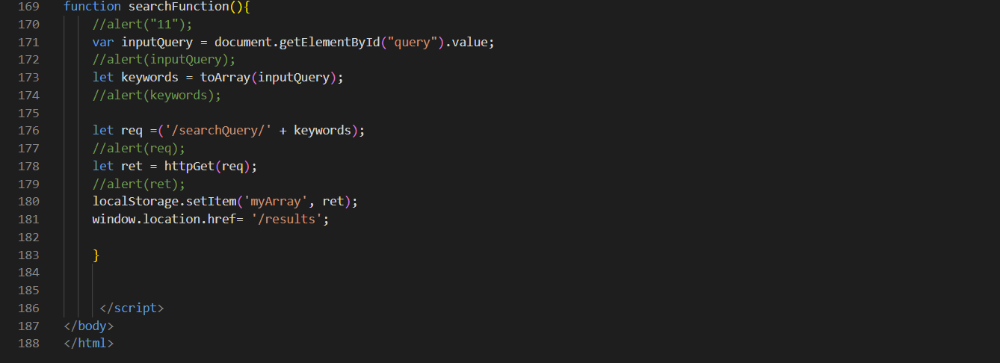 169 function searchFunction(){
170 //alert("11");
171 var inputQuery = document.getElementById("query").value;
172 //alert(inputQuery);
173 let keywords = toArray(inputQuery);
174 //alert(keywords);
175
176 let req =('/searchQuery/' + keywords);
177 //alert(req);
178 let ret = httpGet(req);
179 //alert(ret);
180 localStorage.setItem('myArray', ret);
181 window.location.href= '/results';
182
183 }
184
185
186 </script>
187 </body>
188 </html>